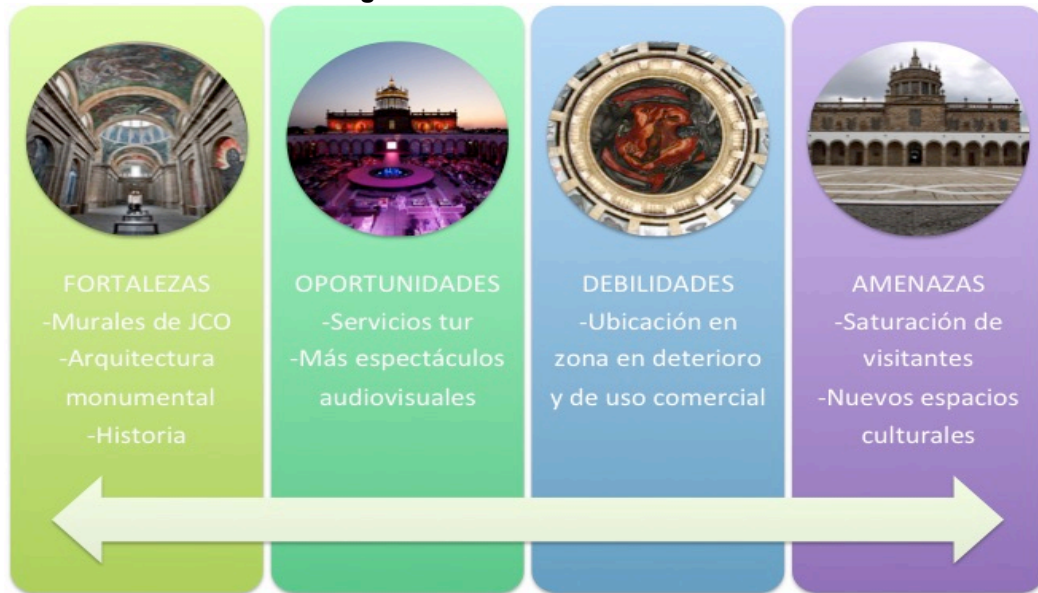 FORTALEZAS
-Murales de JCO
-Arquitectura
monumental
-Historia
OPORTUNIDADES
-Servicios tur
-Más espectáculos
audiovisuales
DEBILIDADES
-Ubicación en
zona en deterioro
y de uso comercial
AMENAZAS
-Saturación de
visitantes
-Nuevos espacios
culturales